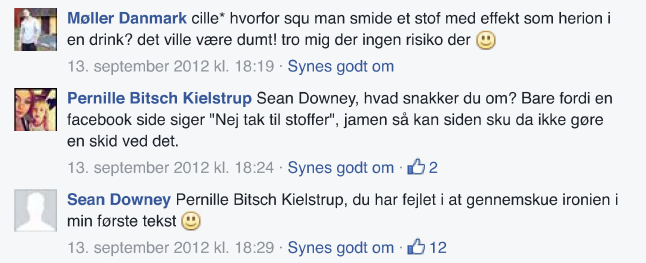 Møller Danmark cille* hvorfor squ man smide et stof med effekt som herion i
en drink? det ville være dumt! tro mig der ingen risiko der
13. september 2012 kl. 18:19 · Synes godt om
Pernille Bitsch Kielstrup Sean Downey, hvad snakker du om? Bare fordi en
facebook side siger "Nej tak til stoffer", jamen så kan siden sku da ikke gøre
en skid ved det.
13. september 2012 kl. 18:24 · Synes godt om · 2
Sean Downey Pernille Bitsch Kielstrup, du har fejlet i at gennemskue ironien i
min første tekst
13. september 2012 kl. 18:29 · Synes godt om · 12